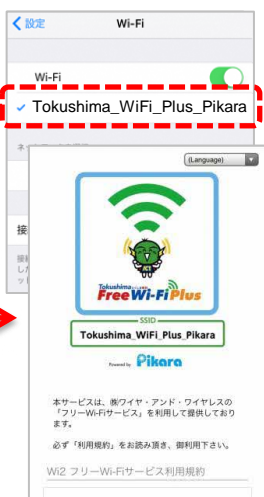 設定
Wi-Fi
Wi-Fi
Tokushima_WiFi_Plus_Pikara
接
(Language)
Tokushima
Free Wi-Fi Plus
SSID
Tokushima_WiFi_Plus_Pikara
Powered by Pikara
本サービスは、㈱ワイヤ・アンド・ワイヤレスの
「フリーWi-Fiサービス」を利用して提供しており
ます。
必ず「利用規約」をお読み頂き、御利用下さい。
Wi2 フリーWi-Fiサービス利用規約